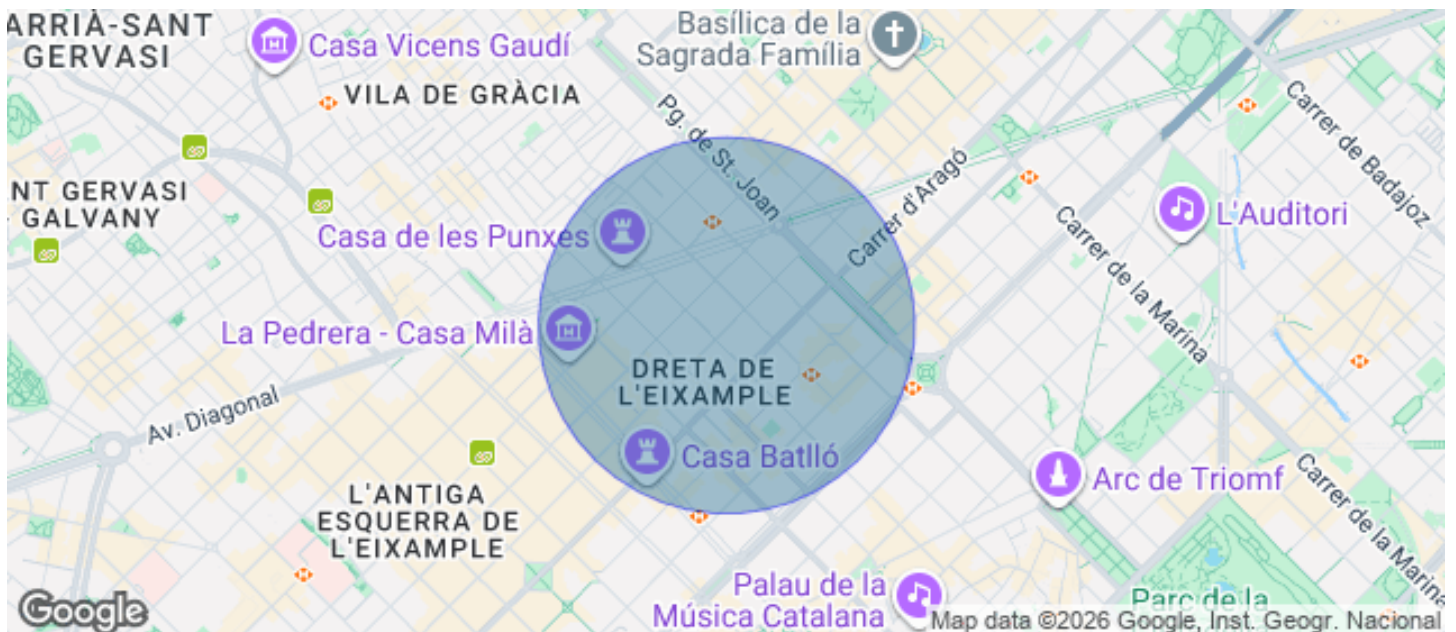 ARRIÀ-SANT
GERVASI
Casa Vicens Gaudí
Basílica de la
Sagrada Família
VILA DE GRÀCIA
Pg. de St. Joan
Carrer de Badajoz
NT GERVASI
- GALVANY
Casa de les Punxes
Carrer d'Aragó
L'Auditori
Carrer de la Marina
La Pedrera - Casa Milà
DRETA DE
L'EIXAMPLE
Av. Diagonal
Casa Batlló
Arc de Triomf
L'ANTIGA
ESQUERRA DE
L'EIXAMPLE
Carrer de la Marina
Palau de la
Música Catalana
Parc de la
Google
Map data ©2026 Google, Inst. Geogr. Nacional